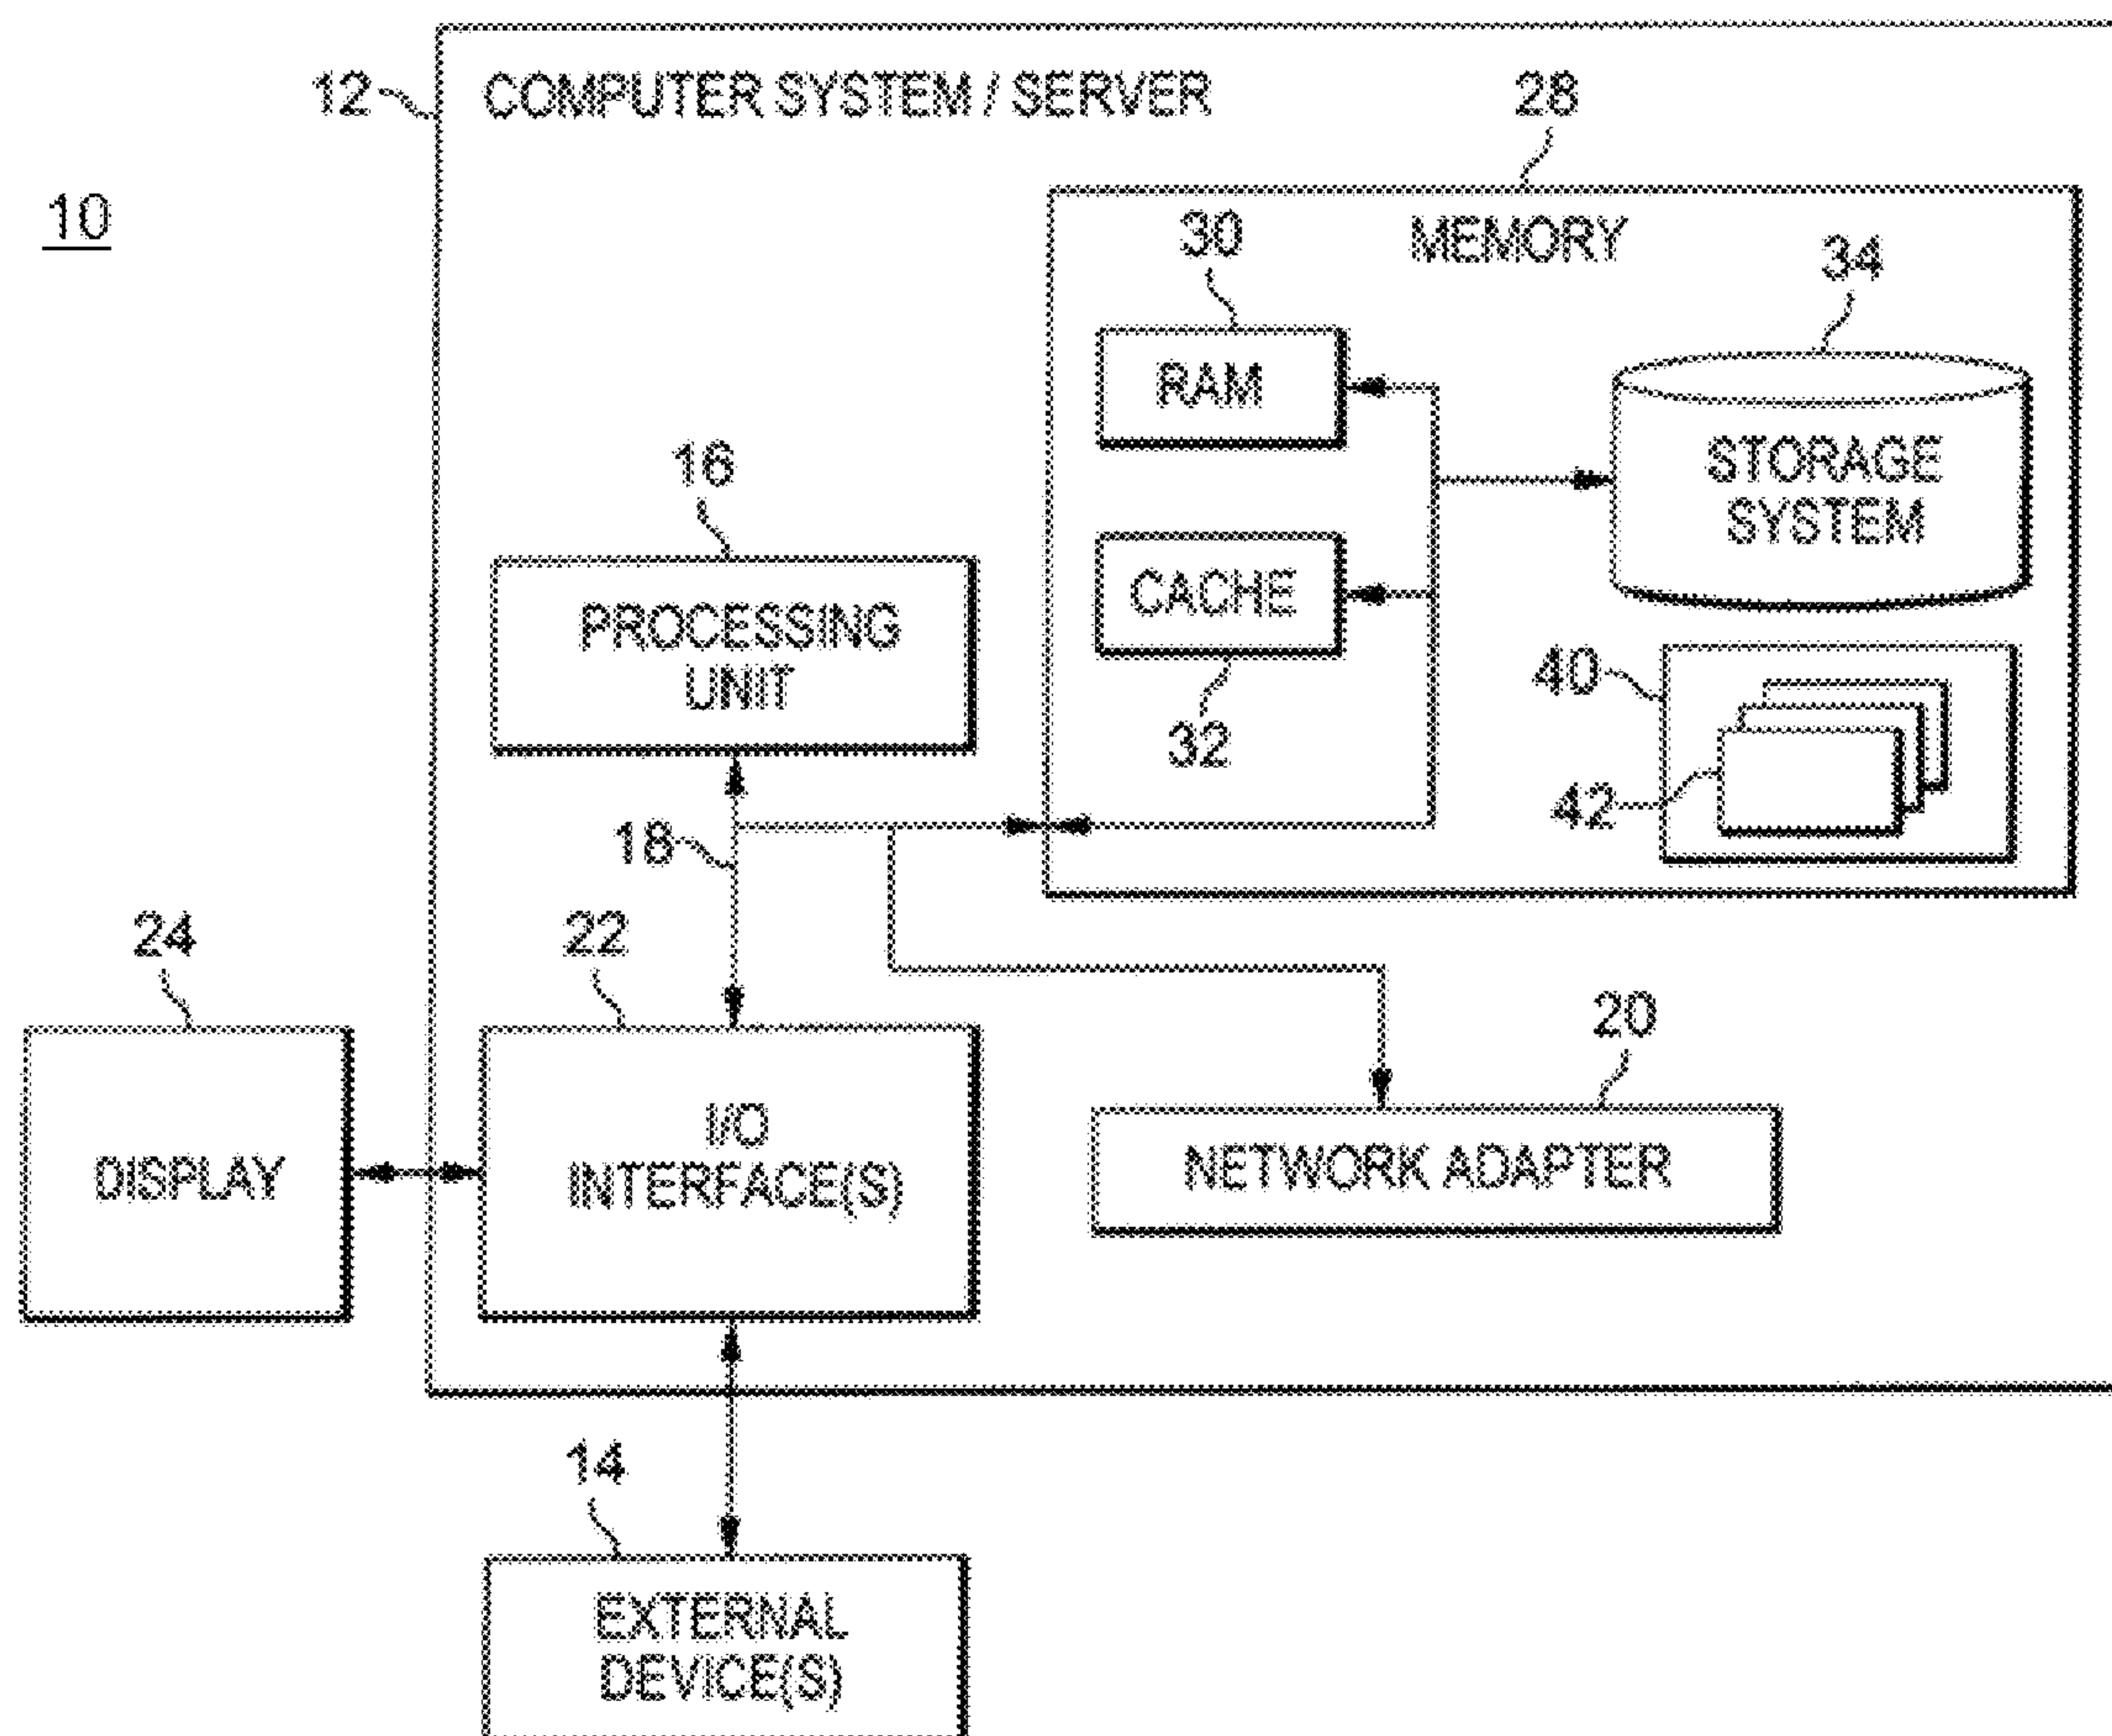 12
COMPUTER SYSTEM / SERVER
28
10
30
MEMORY
34
RAM
STORAGE
SYSTEM
16
PROCESSING
UNIT
CACHE
32
40
42
18
24
22
20
DISPLAY
I/O
INTERFACE(S)
NETWORK ADAPTER
14
EXTERNAL
DEVICE(S)